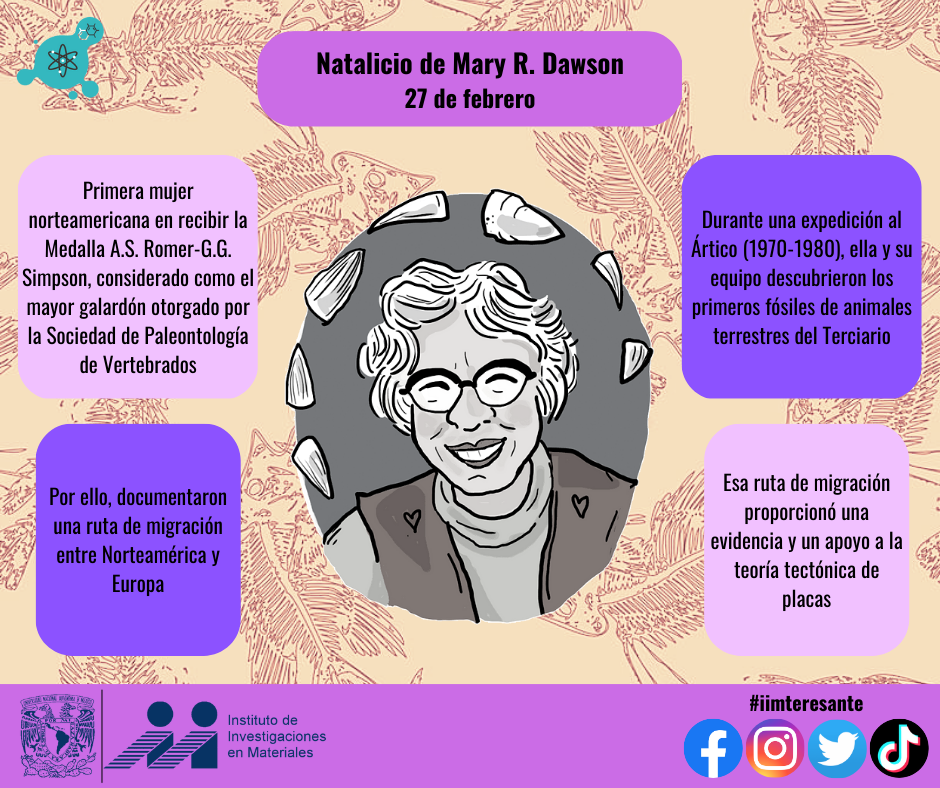 Natalicio de Mary R. Dawson
27 de febrero
Primera mujer
norteamericana en recibir la
Medalla A.S. Romer-G.G.
Simpson, considerado como el
mayor galardón otorgado por
la Sociedad de Paleontología
de Vertebrados
Durante una expedición al
Ártico (1970-1980), ella y su
equipo descubrieron los
primeros fósiles de animales
terrestres del Terciario
Por ello, documentaron
una ruta de migración
entre Norteamérica y
Europa
Esa ruta de migración
proporcionó una
evidencia y un apoyo a la
teoría tectónica de
placas
Instituto de
Investigaciones
en Materiales
#iimteresante